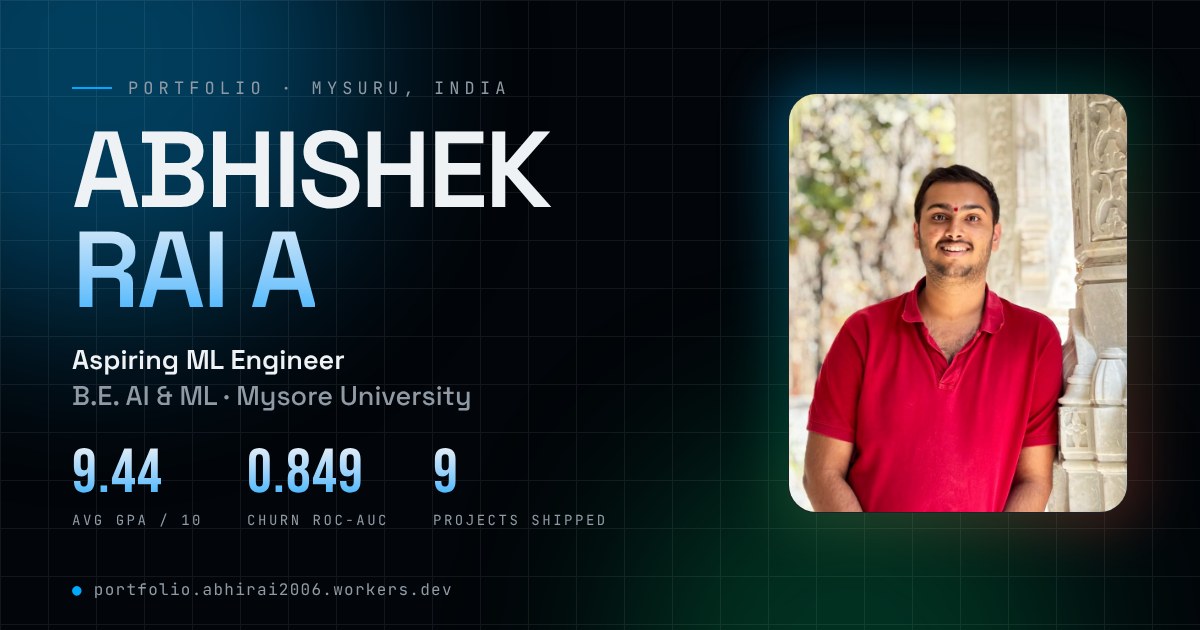 PORTFOLIO · MYSURU, INDIA
ABHISHEK
RAI A
Aspiring ML Engineer
B.E. AI & ML · Mysore University
9.44 0.849 9
AVG GPA / 10 CHURN ROC-AUC PROJECTS SHIPPED
portfolio.abhirai2006.workers.dev